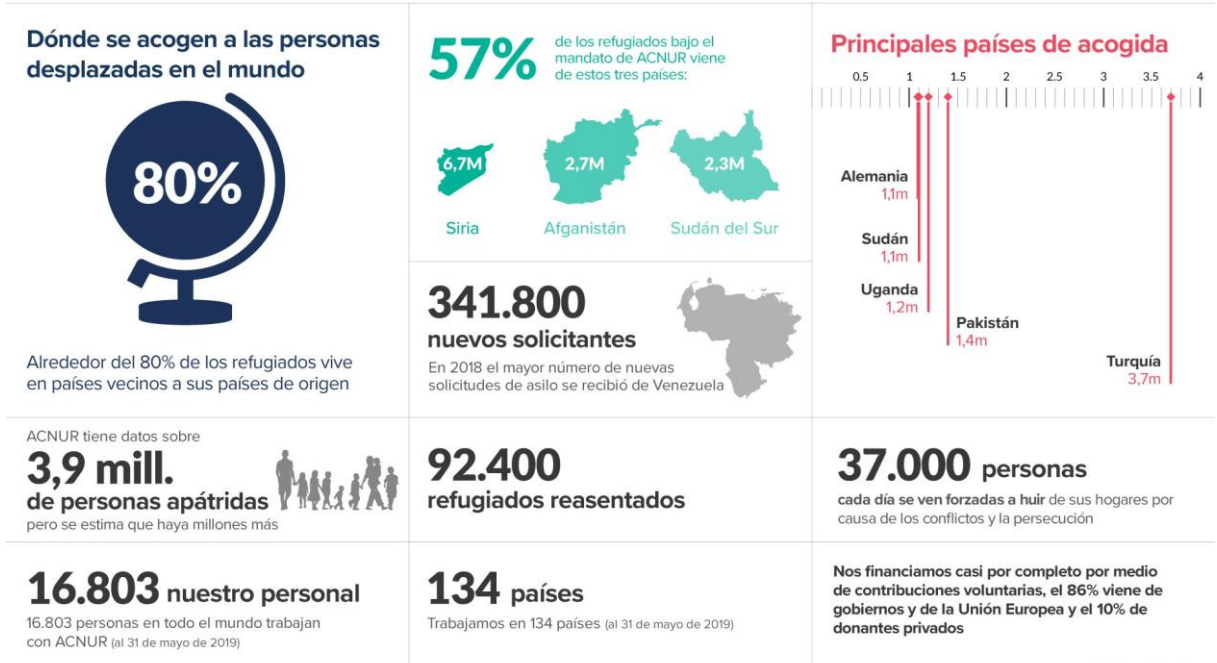 Dónde se acogen a las personas
desplazadas en el mundo
80%
Alrededor del 80% de los refugiados vive
en países vecinos a sus países de origen
57%
de los refugiados bajo el
mandato de ACNUR viene
de estos tres países:
6,7M
2,7M
2,3M
Siria
Afganistán
Sudán del Sur
341.800
nuevos solicitantes
En 2018 el mayor número de nuevas
solicitudes de asilo se recibió de Venezuela
Principales países de acogida
0.5 1 1.5 2 2.5 3 3.5 4
Alemania
1,1m
Sudán
1,1m
Uganda
1,2m
Pakistán
1,4m
Turquía
3,7m
ACNUR tiene datos sobre
3,9 mill.
de personas apátridas
pero se estima que haya millones más
92.400
refugiados reasentados
37.000 personas
cada día se ven forzadas a huir de sus hogares por
causa de los conflictos y la persecución
16.803 nuestro personal
16.803 personas en todo el mundo trabajan
con ACNUR (al 31 de mayo de 2019)
134 países
Trabajamos en 134 países (al 31 de mayo de 2019)
Nos financiamos casi por completo por medio
de contribuciones voluntarias, el 86% viene de
gobiernos y de la Unión Europea y el 10% de
donantes privados